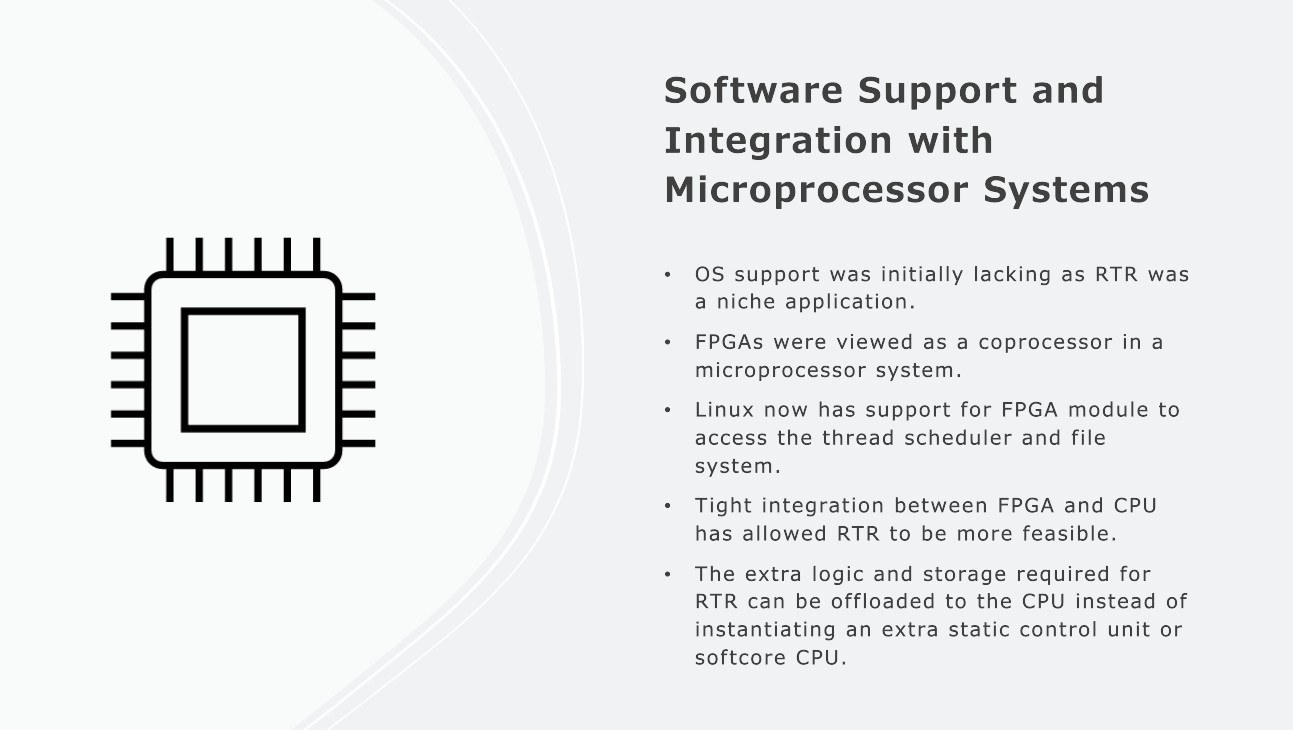 Software Support and
Integration with
Microprocessor Systems
• OS support was initially lacking as RTR was
a niche application.
• FPGAs were viewed as a coprocessor in a
microprocessor system.
• Linux now has support for FPGA module to
access the thread scheduler and file
system.
• Tight integration between FPGA and CPU
has allowed RTR to be more feasible.
• The extra logic and storage required for
RTR can be offloaded to the CPU instead of
instantiating an extra static control unit or
softcore CPU.